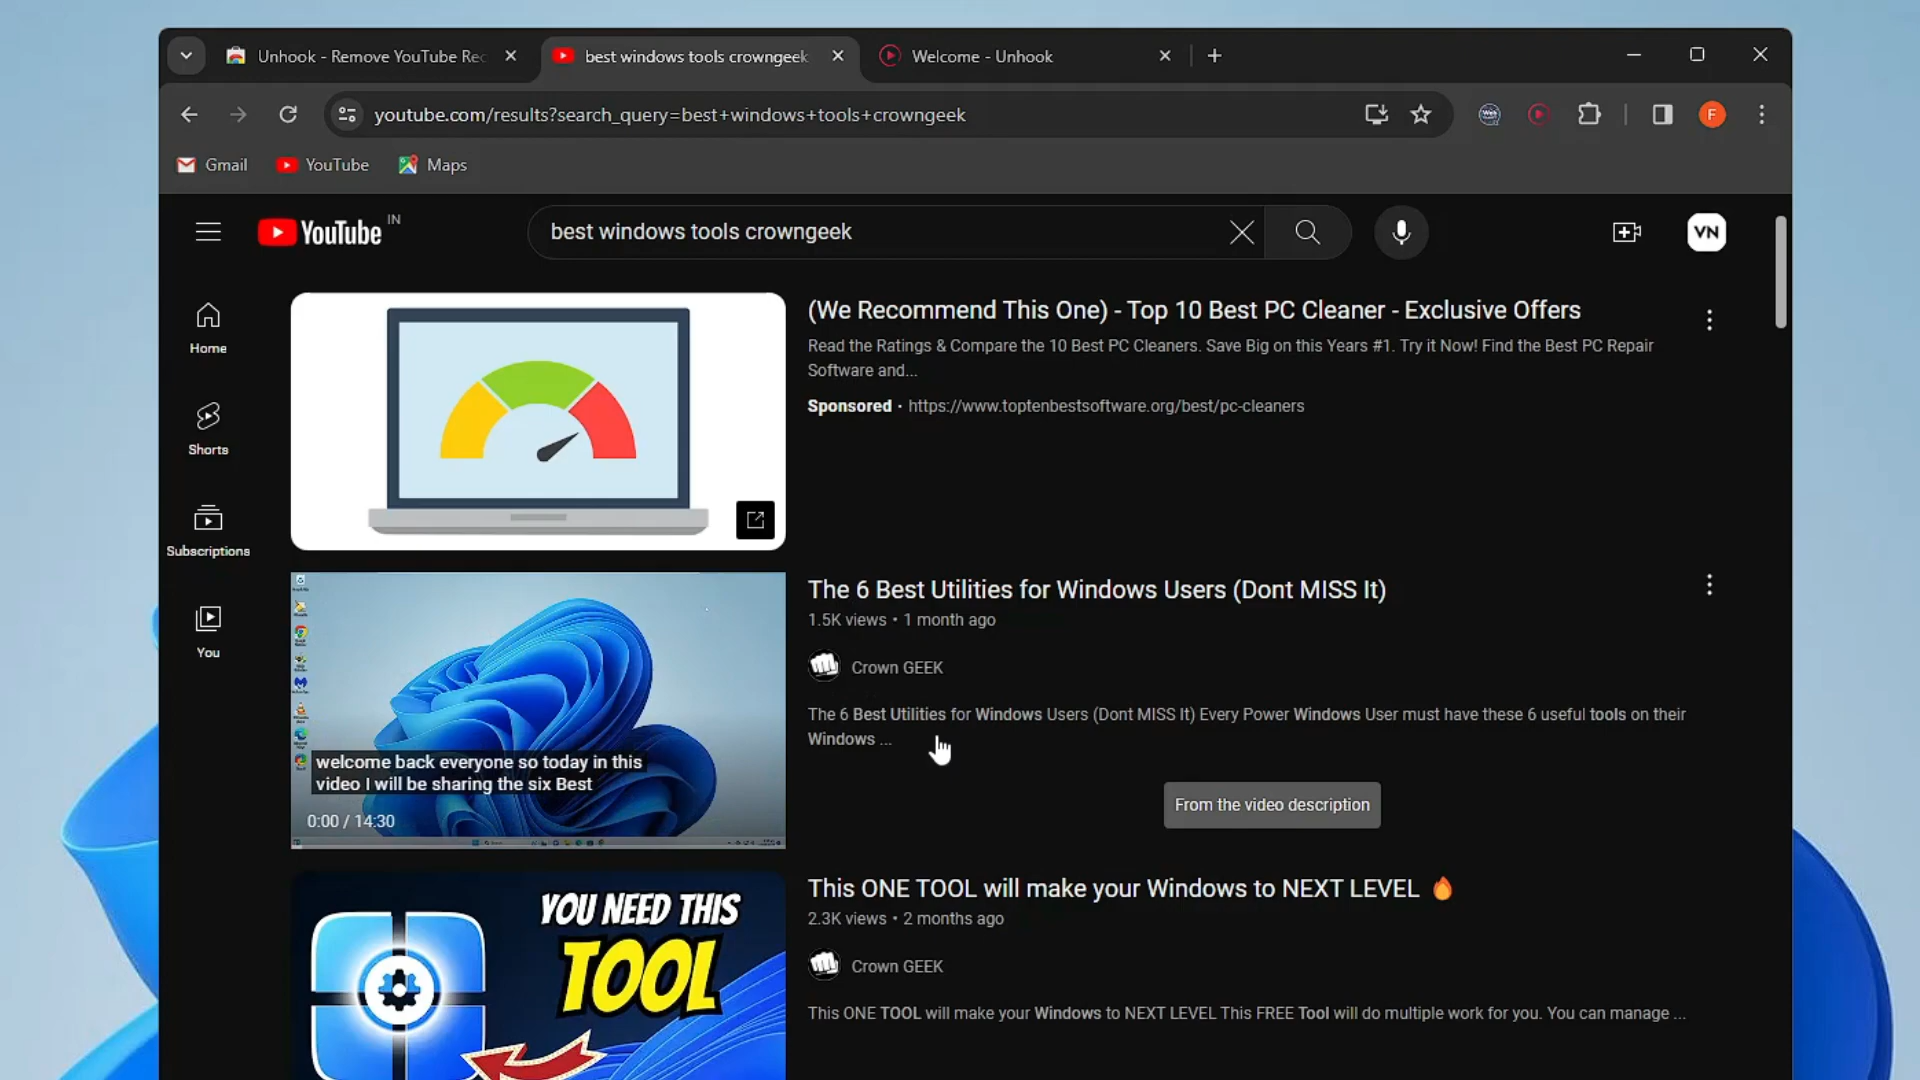 Unhook - Remove YouTube Rec
best windows tools crowngeek
Welcome - Unhook
youtube.com/results?search_query=best+windows+tools+crowngeek
F
Gmail
YouTube
Maps
YouTube IN
best windows tools crowngeek
VN
Home
Shorts
Subscriptions
You
(We Recommend This One) - Top 10 Best PC Cleaner - Exclusive Offers
Read the Ratings & Compare the 10 Best PC Cleaners. Save Big on this Years #1. Try it Now! Find the Best PC Repair
Software and...
Sponsored · https://www.toptenbestsoftware.org/best/pc-cleaners
welcome back everyone so today in this
video I will be sharing the six Best
0:00 / 14:30
The 6 Best Utilities for Windows Users (Dont MISS It)
1.5K views • 1 month ago
Crown GEEK
The 6 Best Utilities for Windows Users (Dont MISS It) Every Power Windows User must have these 6 useful tools on their
Windows ...
From the video description
YOU NEED THIS
TOOL
This ONE TOOL will make your Windows to NEXT LEVEL 🔥
2.3K views • 2 months ago
Crown GEEK
This ONE TOOL will make your Windows to NEXT LEVEL This FREE Tool will do multiple work for you. You can manage ...